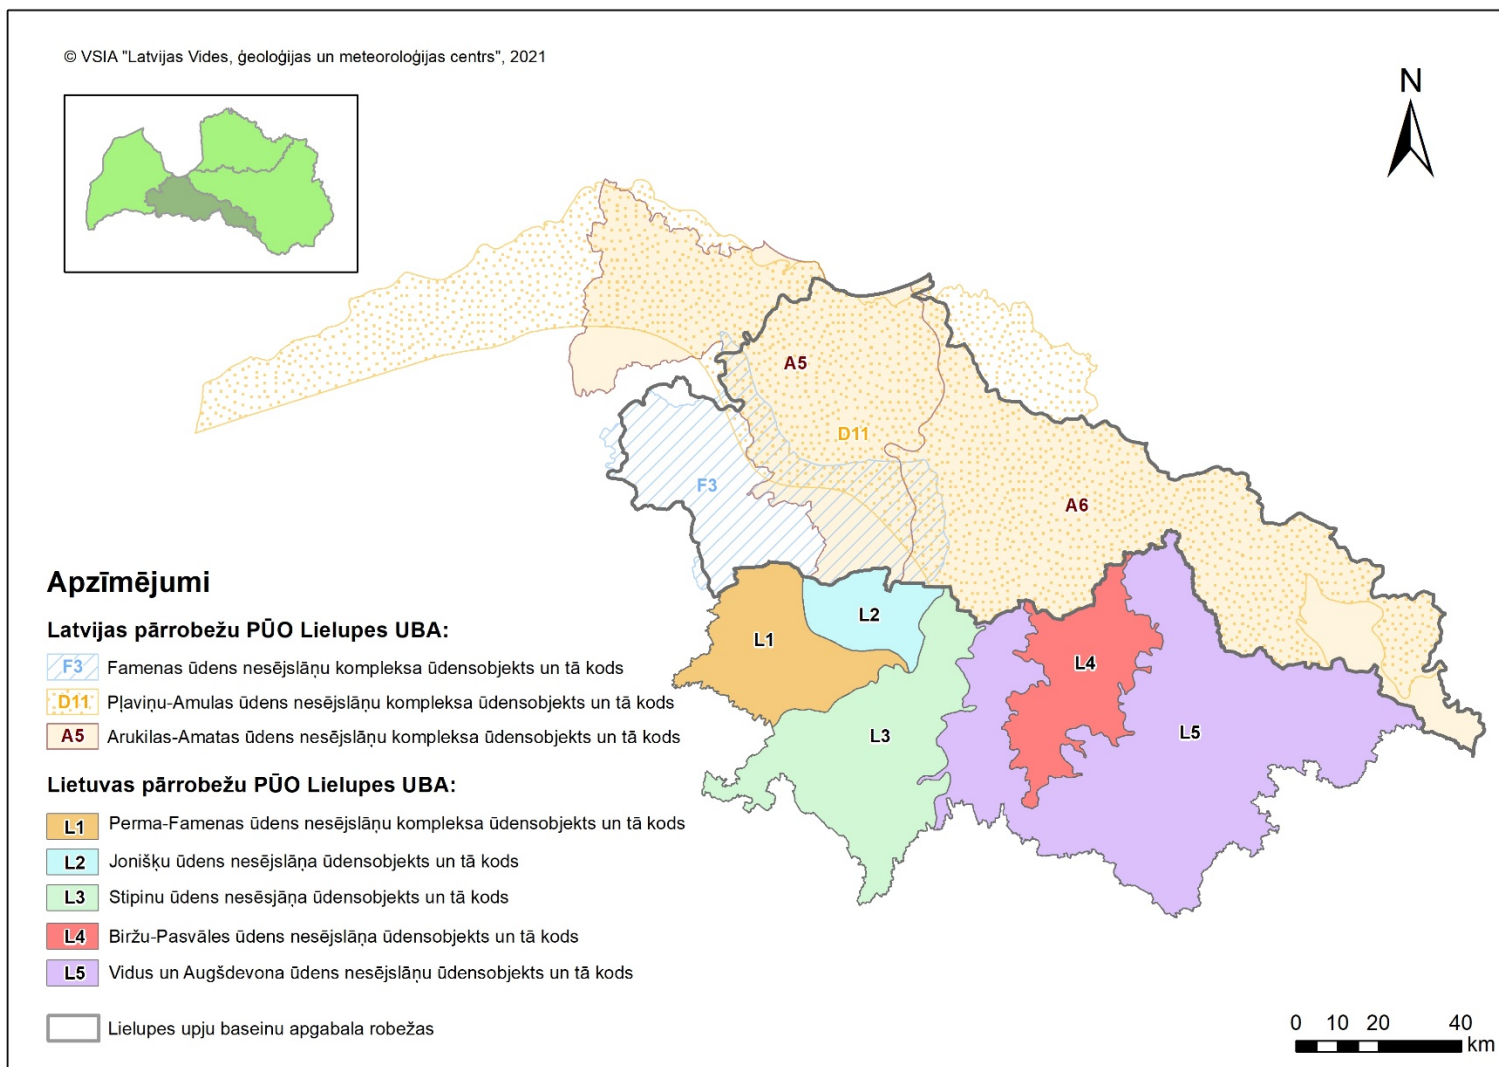 © VSIA "Latvijas Vides, ģeoloģijas un meteoroloģijas centrs", 2021
N
A5
D11
F3
A6
L1
L2
L3
L4
L5
Apzīmējumi
Latvijas pārrobežu PŪO Lielupes UBA:
F3 Famenas ūdens nesējslāņu kompleksa ūdensobjekts un tā kods
D11 Pļaviņu-Amulas ūdens nesējslāņu kompleksa ūdensobjekts un tā kods
A5 Arukilas-Amatas ūdens nesējslāņu kompleksa ūdensobjekts un tā kods
Lietuvas pārrobežu PŪO Lielupes UBA:
L1 Perma-Famenas ūdens nesējslāņu kompleksa ūdensobjekts un tā kods
L2 Jonišķu ūdens nesējslāņa ūdensobjekts un tā kods
L3 Stipinu ūdens nesēsjāņa ūdensobjekts un tā kods
L4 Biržu-Pasvāles ūdens nesējslāņa ūdensobjekts un tā kods
L5 Vidus un Augšdevona ūdens nesējslāņu ūdensobjekts un tā kods
Lielupes upju baseinu apgabala robežas
0 10 20 40
km